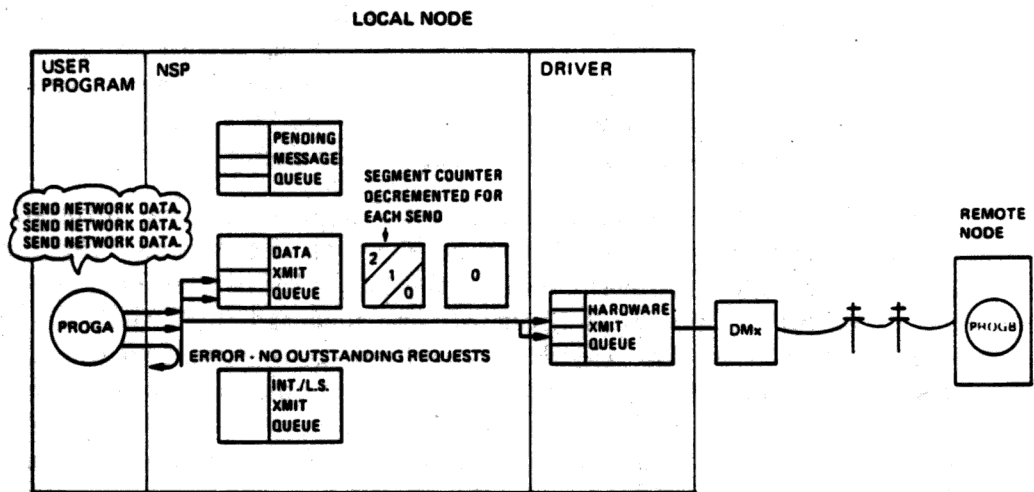 LOCAL NODE
USER
PROGRAM
NSP
DRIVER
PENDING
MESSAGE
QUEUE
SEGMENT COUNTER
DECREMENTED FOR
EACH SEND
SEND NETWORK DATA.
SEND NETWORK DATA.
SEND NETWORK DATA.
REMOTE
NODE
DATA
XMIT
QUEUE
2
1
0
0
PROGA
HARDWARE
XMIT
QUEUE
DMx
PROGB
ERROR - NO OUTSTANDING REQUESTS
INT./L.S.
XMIT
QUEUE